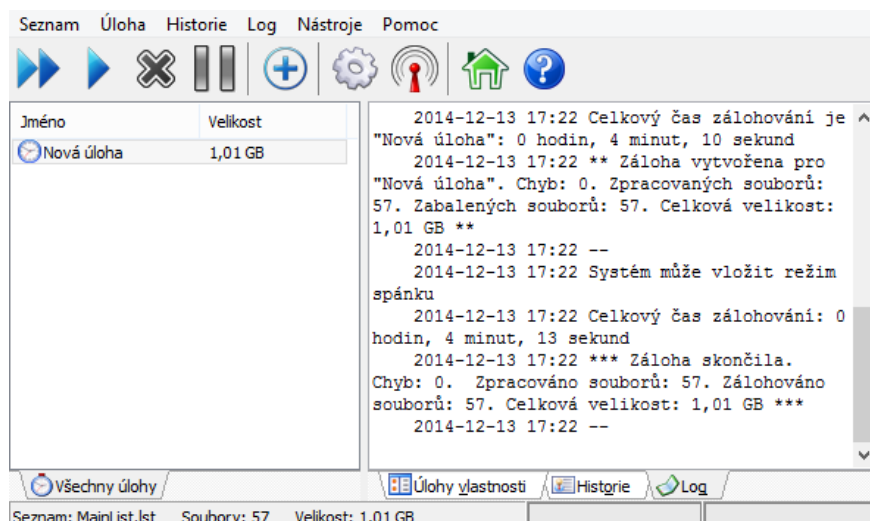 Seznam Úloha Historie Log Nástroje Pomoc
Jméno Velikost
Nová úloha 1,01 GB
2014-12-13 17:22 Celkový čas zálohování je
"Nová úloha": 0 hodin, 4 minut, 10 sekund
2014-12-13 17:22 ** Záloha vytvořena pro
"Nová úloha". Chyb: 0. Zpracovaných souborů:
57. Zabalených souborů: 57. Celková velikost:
1,01 GB **
2014-12-13 17:22 --
2014-12-13 17:22 Systém může vložit režim
spánku
2014-12-13 17:22 Celkový čas zálohování: 0
hodin, 4 minut, 13 sekund
2014-12-13 17:22 *** Záloha skončila.
Chyb: 0.  Zpracováno souborů: 57. Zálohováno
souborů: 57. Celková velikost: 1,01 GB ***
2014-12-13 17:22 --
Všechny úlohy
Úlohy vlastnosti Historie Log
Seznam: MainList.lst Soubory: 57 Velikost: 1,01 GB